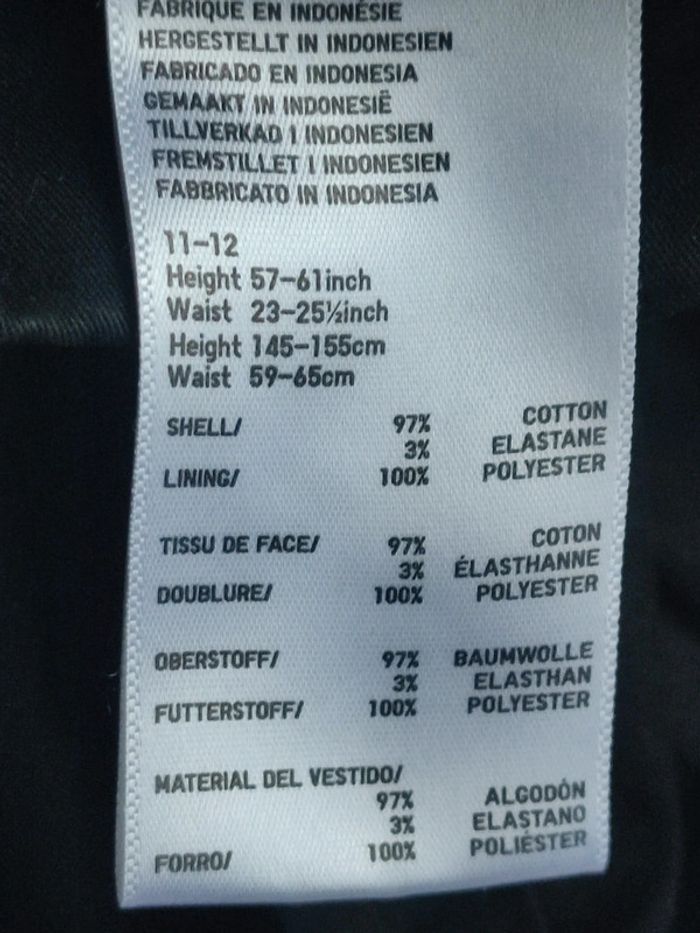 FABRIQUÉ EN INDONÉSIE
HERGESTELLT IN INDONESIEN
FABRICADO EN INDONESIA
GEMAAKT IN INDONESIË
TILLVERKAD I INDONESIEN
FREMSTILLET I INDONESIEN
FABBRICATO IN INDONESIA
11-12
Height 57-61inch
Waist 23-25½inch
Height 145-155cm
Waist 59-65cm
SHELL/ 97% COTTON
3% ELASTANE
LINING/ 100% POLYESTER
TISSU DE FACE/ 97% COTON
3% ÉLASTHANNE
DOUBLURE/ 100% POLYESTER
OBERSTOFF/ 97% BAUMWOLLE
3% ELASTHAN
FUTTERSTOFF/ 100% POLYESTER
MATERIAL DEL VESTIDO/
97% ALGODÓN
3% ELASTANO
FORRO/ 100% POLIÉSTER